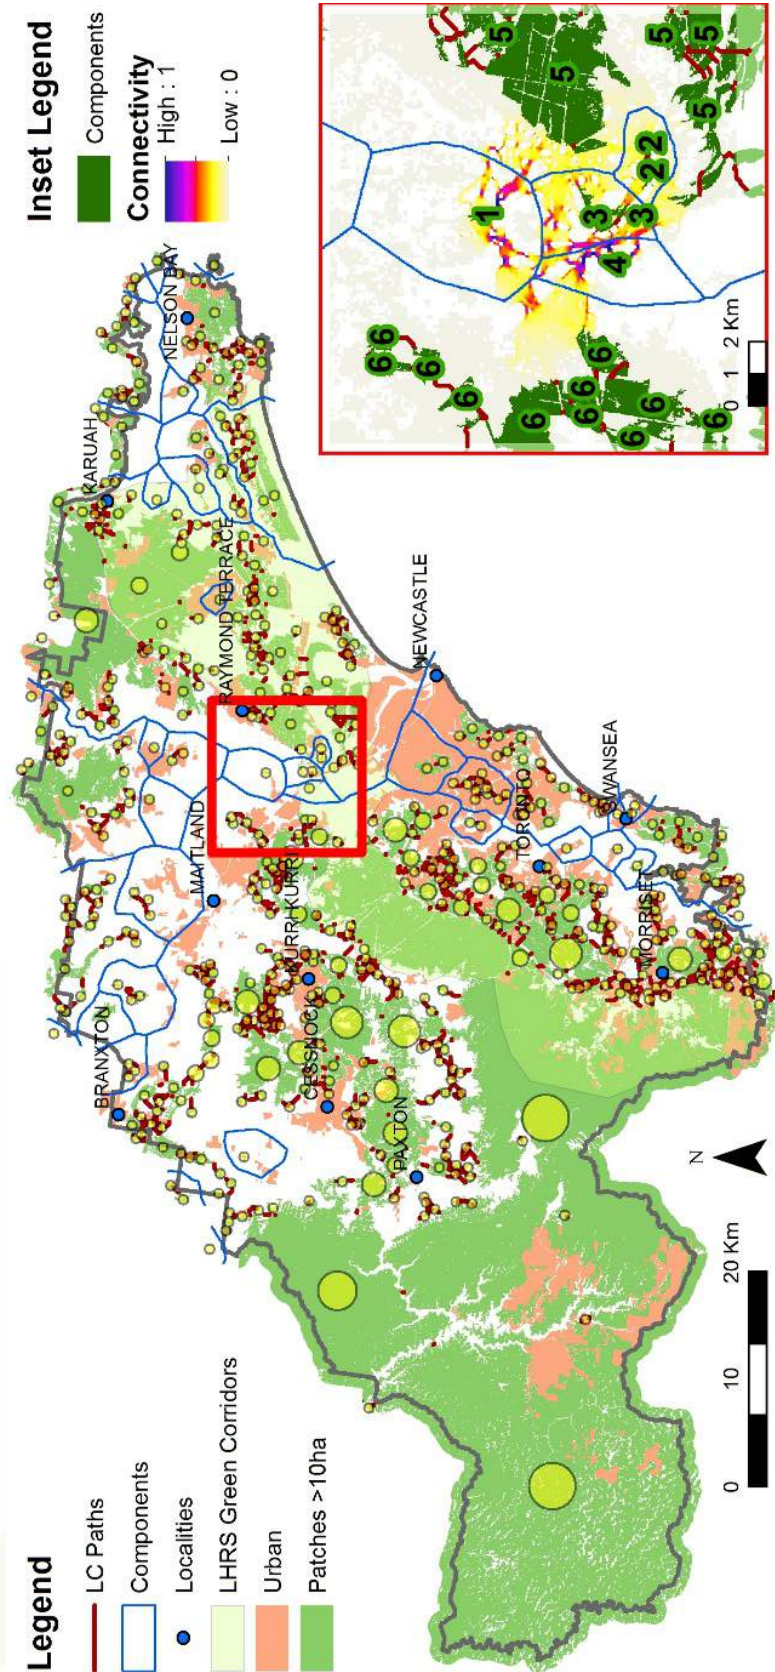 Legend
LC Paths
Components
Localities
LHRS Green Corridors
Urban
Patches >10ha
Inset Legend
Components
Connectivity
High : 1
Low : 0
BRANXTON
MAITLAND
KURRI KURRI
CESSNOCK
PAXTON
RAYMOND TERRACE
KARUAH
NELSON BAY
NEWCASTLE
TORONTO
SWANSEA
MORRISET
N
0 10 20 Km
6 6
6
6
6
6
6
6
6
6
6
1
3
3
4
2 2
5
5
5
5
5
0 1 2 Km